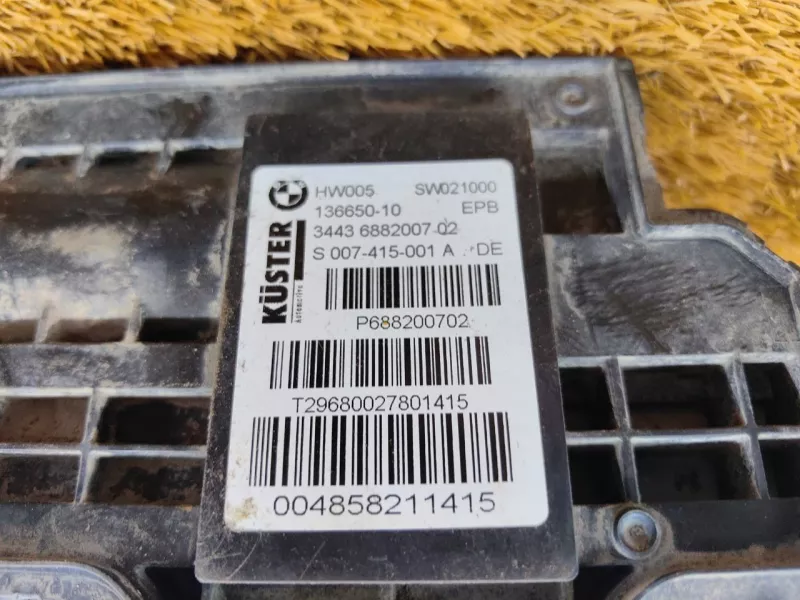 HW005 SW021000
136650-10 EPB
3443 6882007-02
S 007-415-001 A DE
KÜSTER
Automotive
P688200702
T29680027801415
004858211415